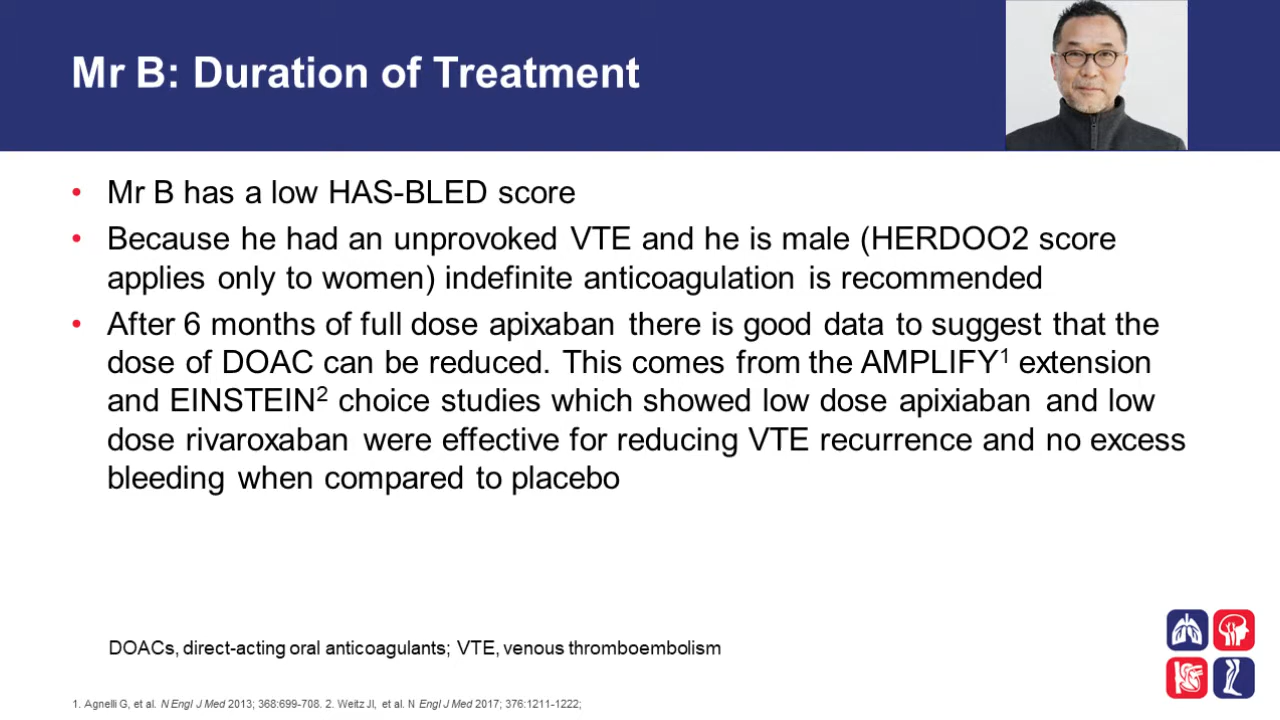 Mr B: Duration of Treatment
• Mr B has a low HAS-BLED score
• Because he had an unprovoked VTE and he is male (HERDOO2 score
applies only to women) indefinite anticoagulation is recommended
• After 6 months of full dose apixaban there is good data to suggest that the
dose of DOAC can be reduced. This comes from the AMPLIFY¹ extension
and EINSTEIN² choice studies which showed low dose apixiaban and low
dose rivaroxaban were effective for reducing VTE recurrence and no excess
bleeding when compared to placebo
DOACs, direct-acting oral anticoagulants; VTE, venous thromboembolism
1. Agnelli G, et al. N Engl J Med 2013; 368:699-708. 2. Weitz JI, et al. N Engl J Med 2017; 376:1211-1222;